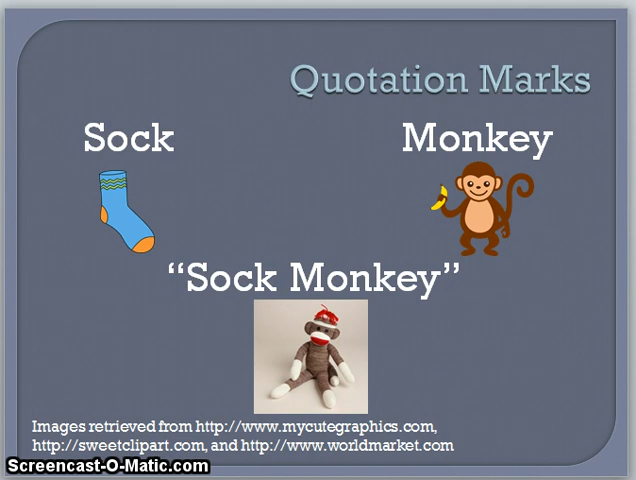 Quotation Marks
Sock
Monkey
“Sock Monkey”
Images retrieved from http://www.mycutegraphics.com,
http://sweetclipart.com, and http://www.worldmarket.com
Screencast-O-Matic.com